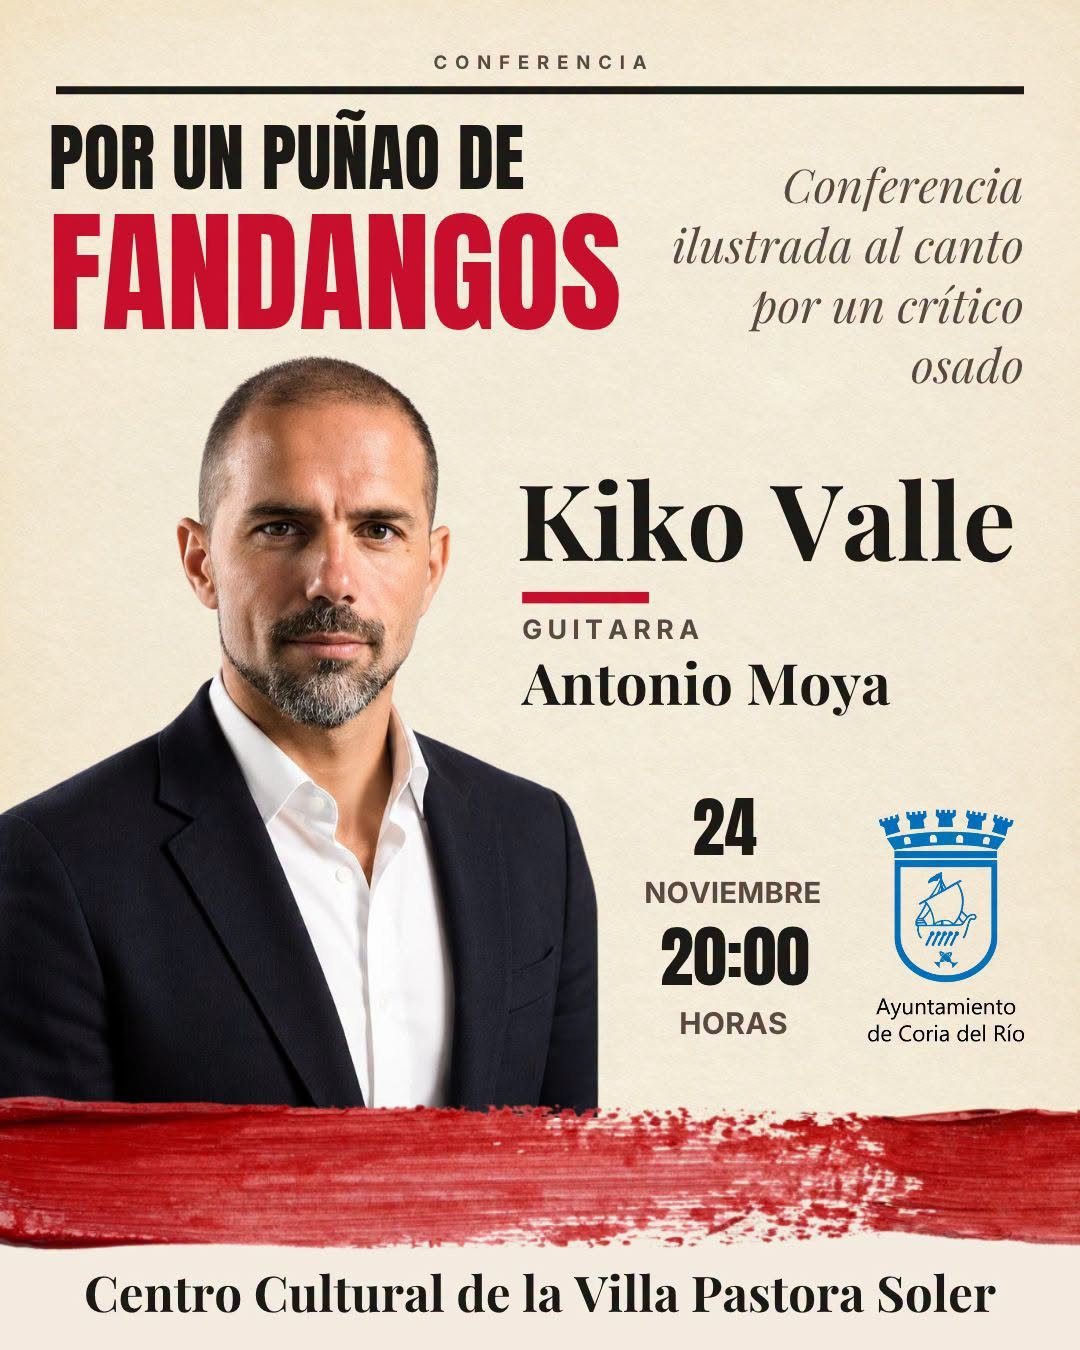 CONFERENCIA
POR UN PUÑAO DE
FANDANGOS
Conferencia
ilustrada al canto
por un crítico
osado
Kiko Valle
GUITARRA
Antonio Moya
24
NOVIEMBRE
20:00
HORAS
Ayuntamiento
de Coria del Río
Centro Cultural de la Villa Pastora Soler